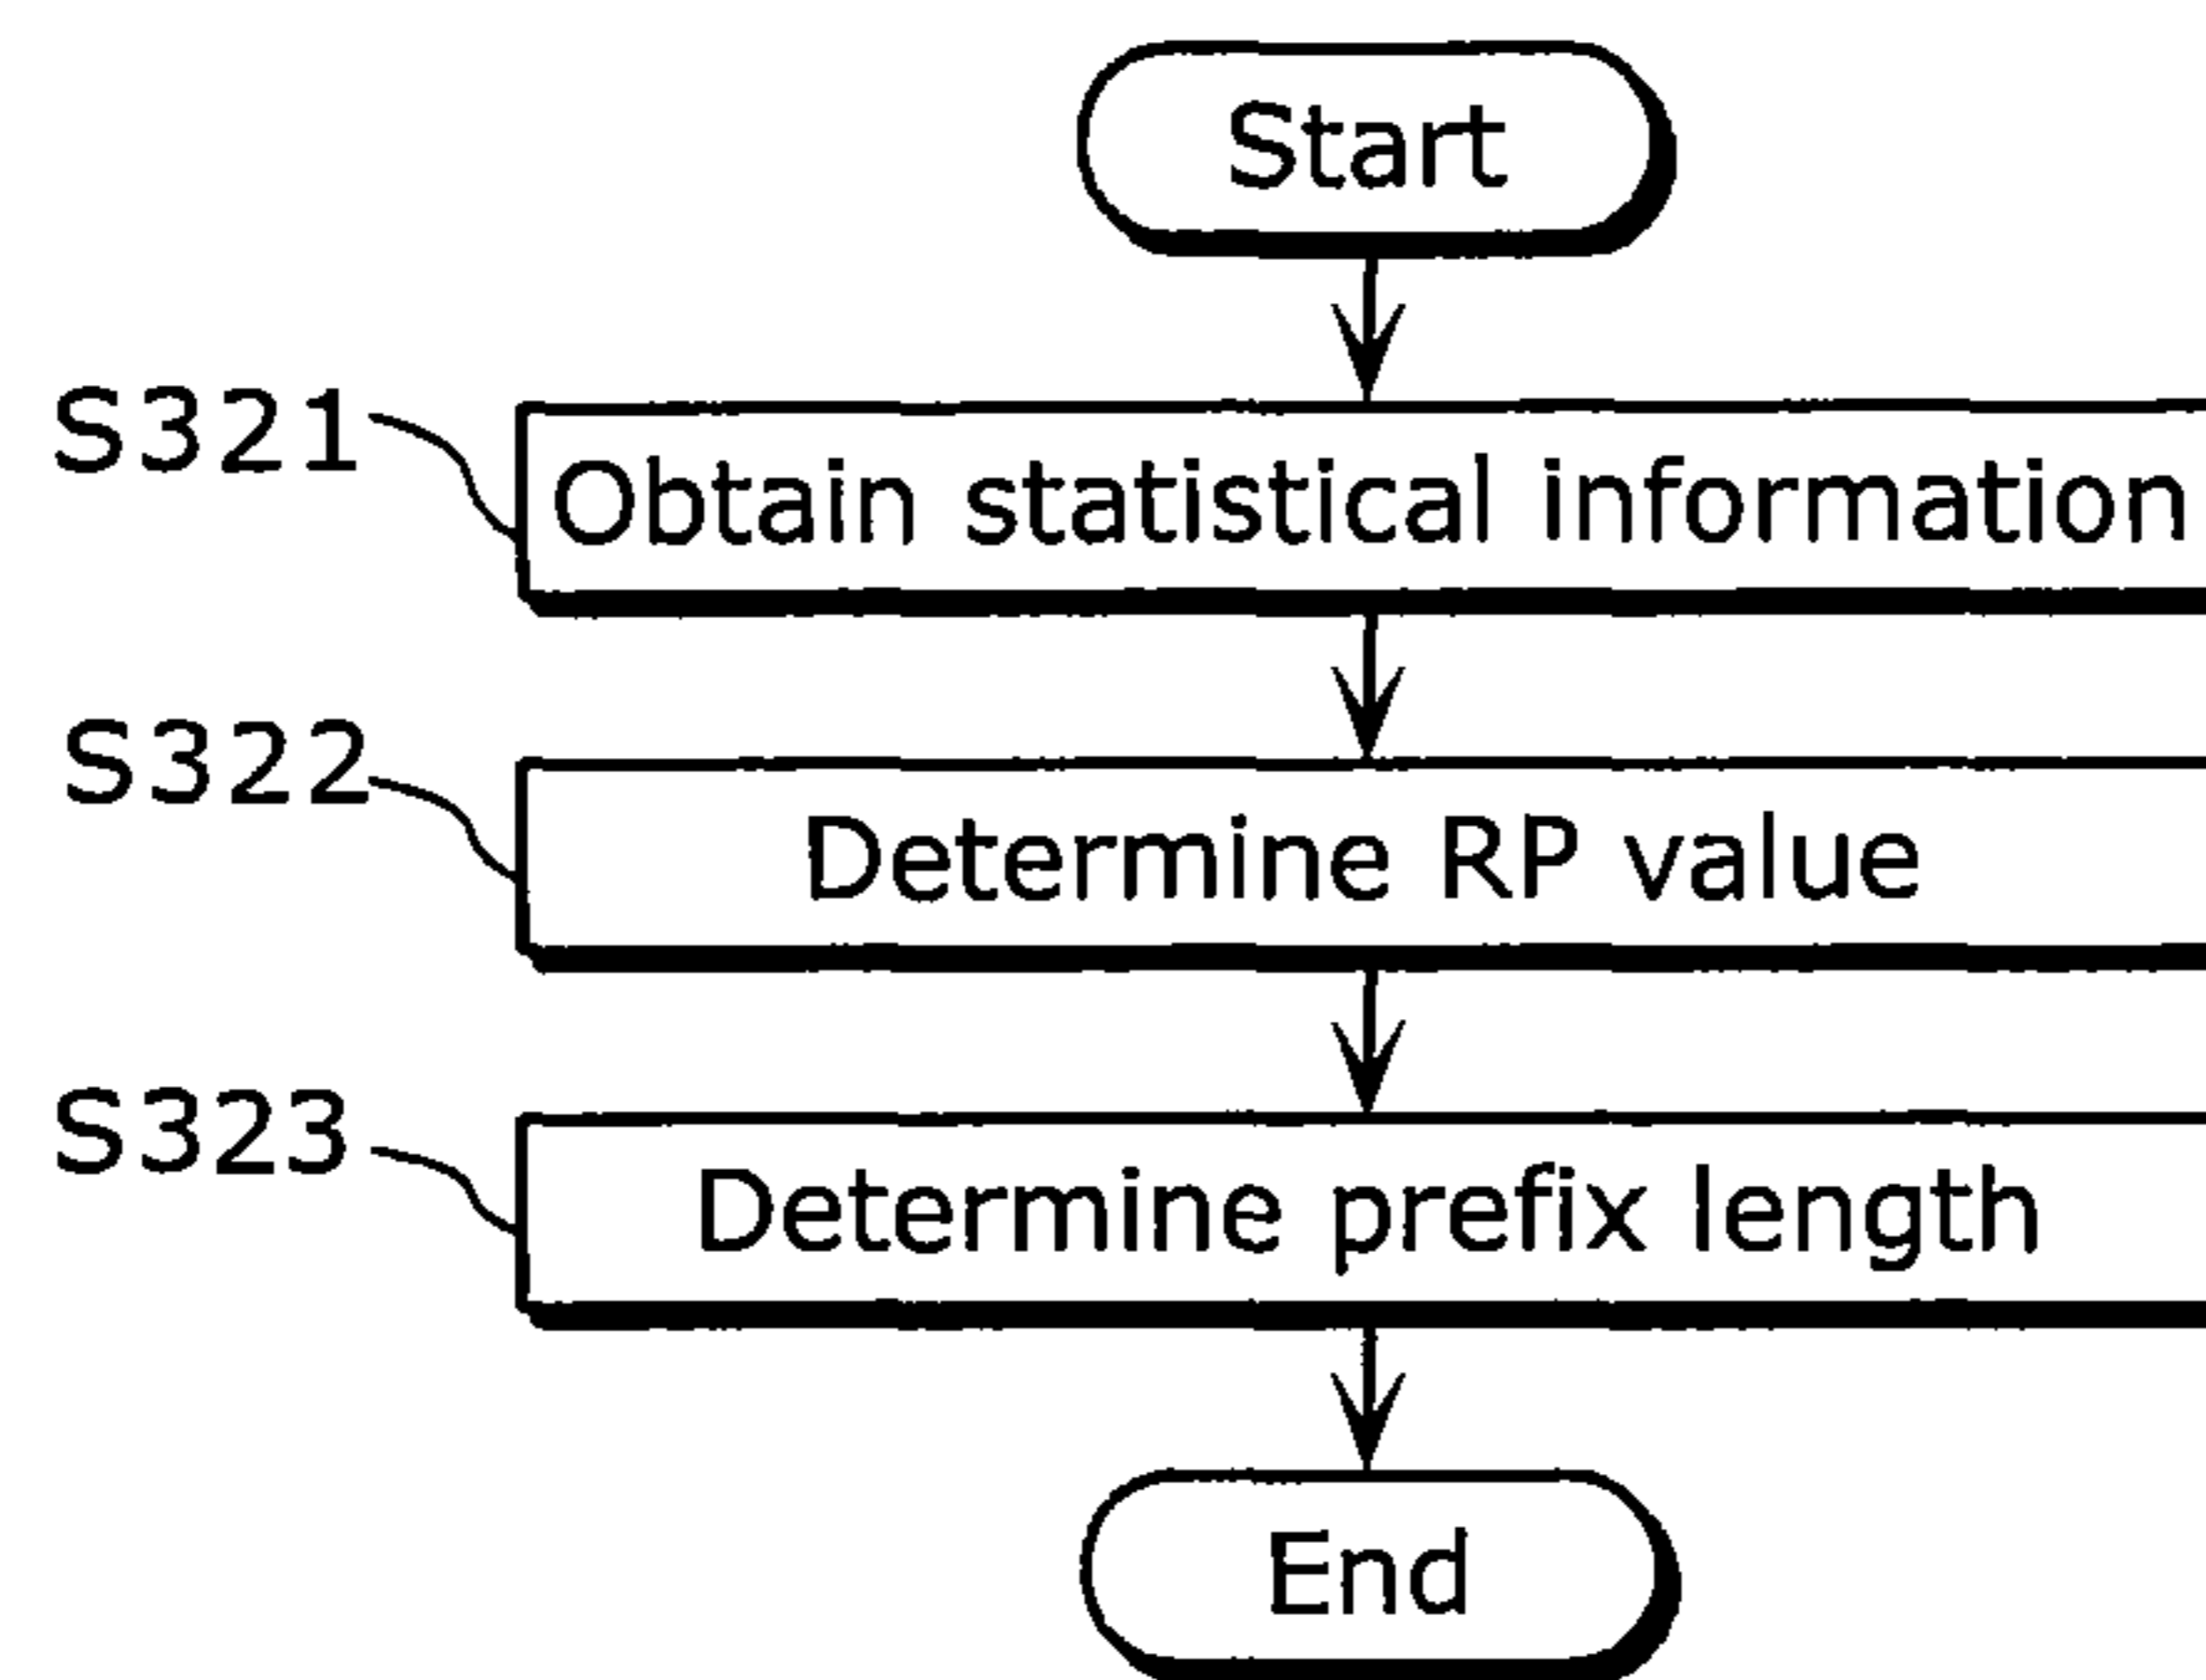 Start
S321
Obtain statistical information
S322
Determine RP value
S323
Determine prefix length
End